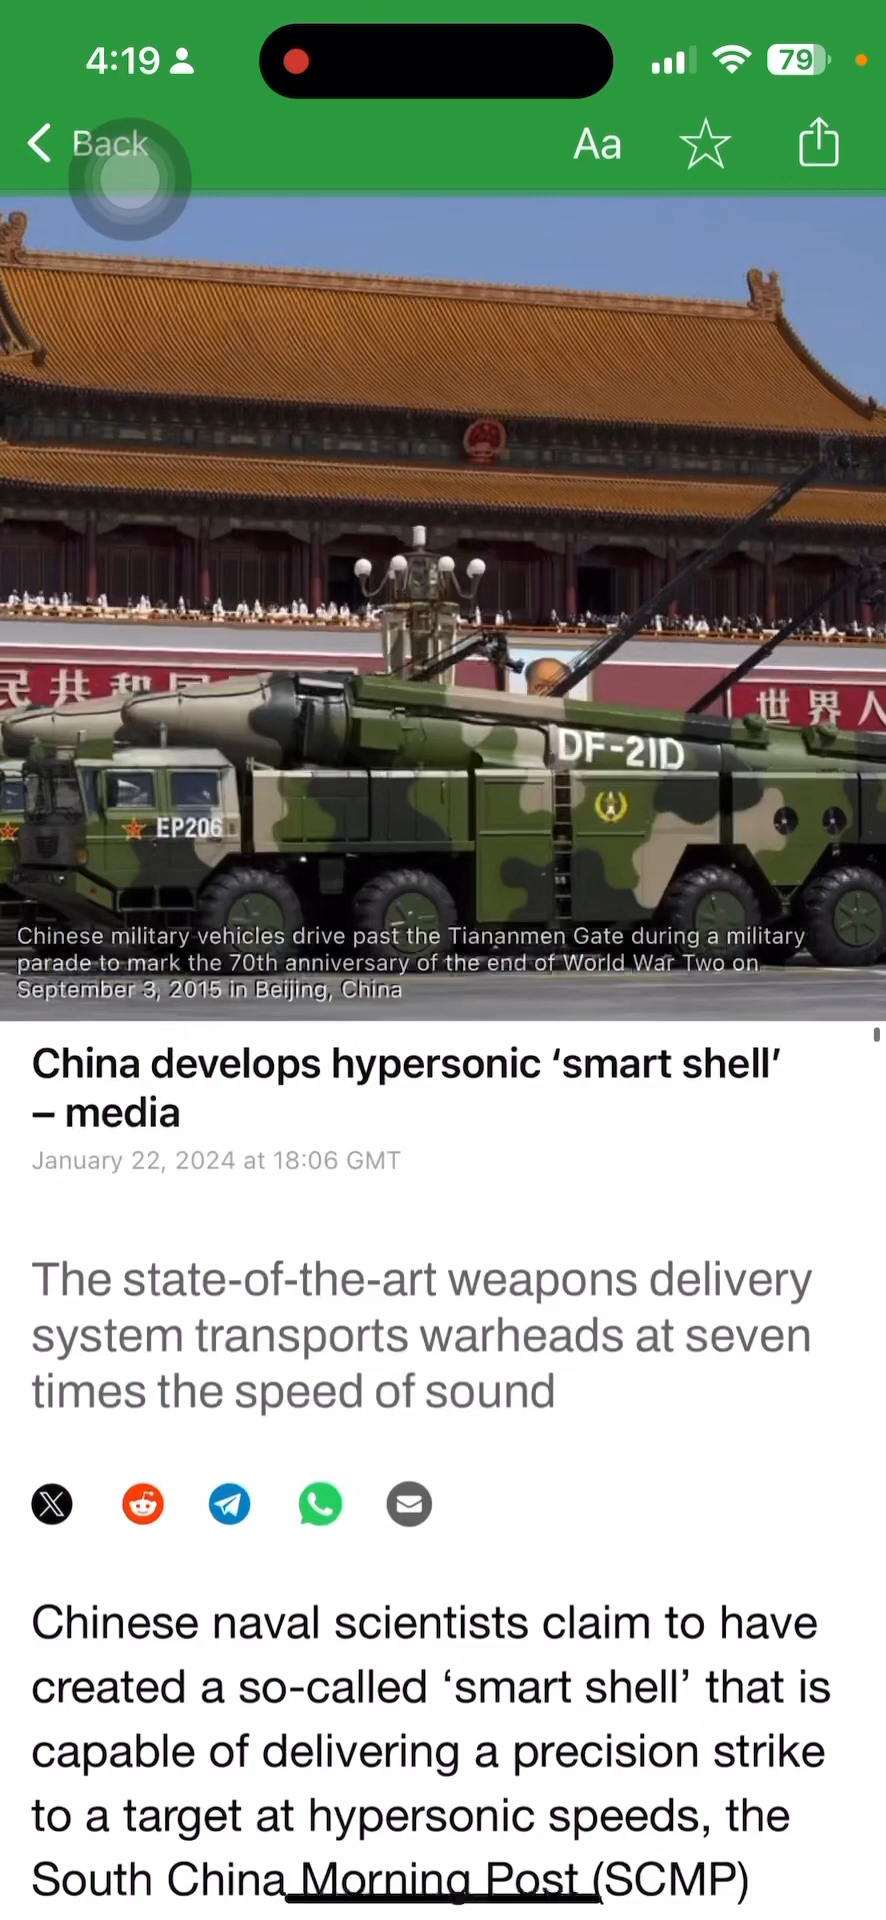 4:19
79
Back
Aa
民共和国
世界人
DF-21D
EP206
Chinese military vehicles drive past the Tiananmen Gate during a military
parade to mark the 70th anniversary of the end of World War Two on
September 3, 2015 in Beijing, China
China develops hypersonic ‘smart shell’
– media
January 22, 2024 at 18:06 GMT
The state-of-the-art weapons delivery
system transports warheads at seven
times the speed of sound
Chinese naval scientists claim to have
created a so-called ‘smart shell’ that is
capable of delivering a precision strike
to a target at hypersonic speeds, the
South China Morning Post (SCMP)